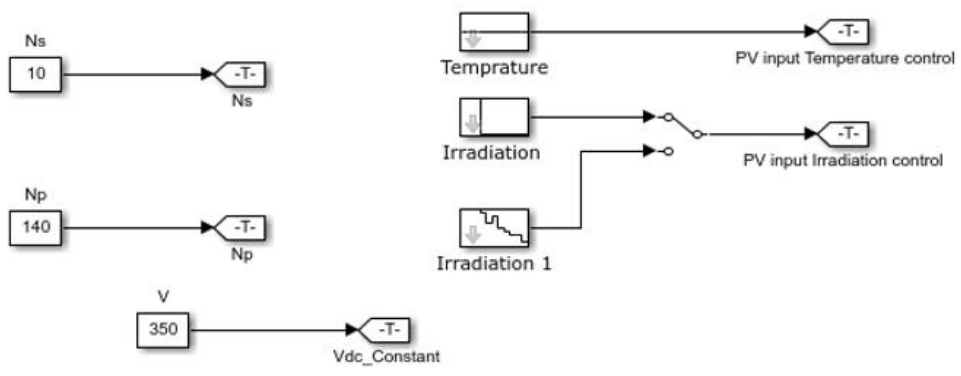 Ns
10
-T-
Ns
Temprature
-T-
PV input Temperature control
Irradiation
-T-
PV input Irradiation control
Np
140
-T-
Np
Irradiation 1
V
350
-T-
Vdc_Constant